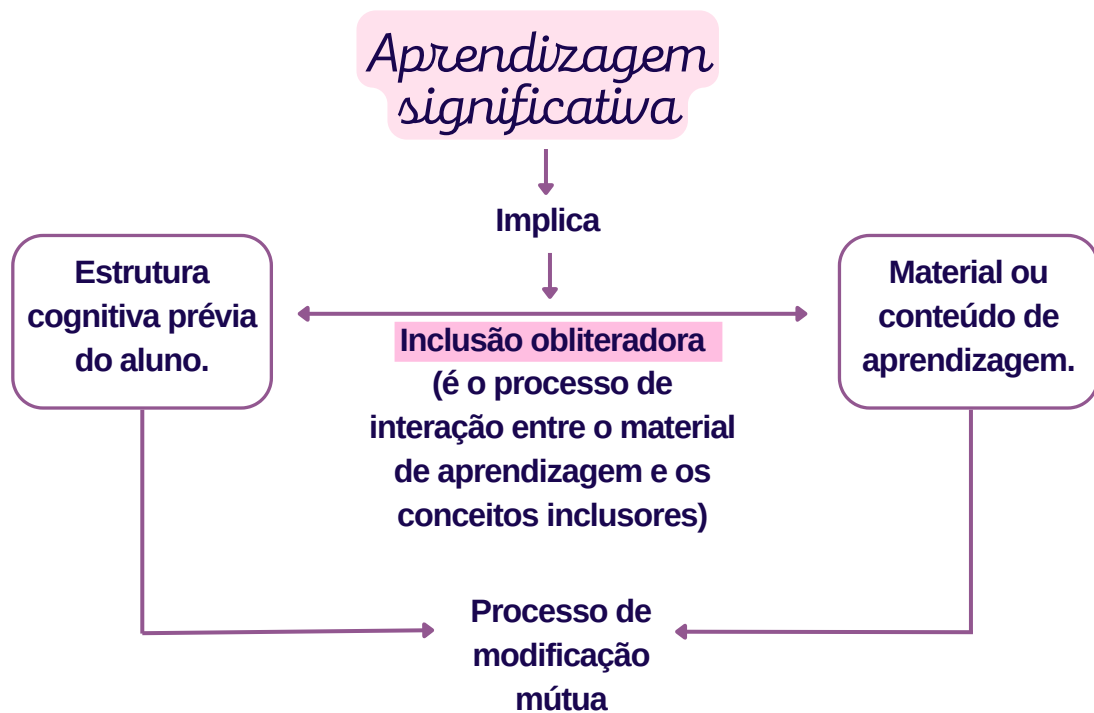 Aprendizagem
significativa
Implica
Estrutura
cognitiva prévia
do aluno.
Inclusão obliteradora
(é o processo de
interação entre o material
de aprendizagem e os
conceitos inclusores)
Material ou
conteúdo de
aprendizagem.
Processo de
modificação
mútua